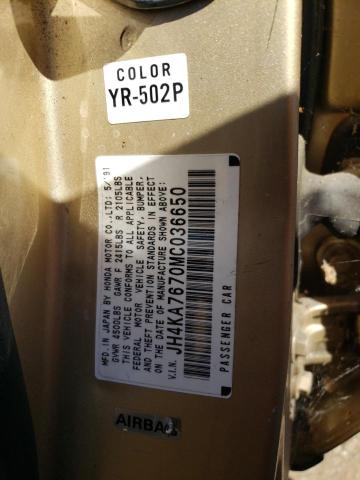 COLOR
YR-502P
MFD. IN JAPAN BY HONDA MOTOR CO.,LTD: 5/'91
GVWR 4500LBS GAWR F 2415LBS R 2105LBS
THIS VEHICLE CONFORMS TO ALL APPLICABLE
FEDERAL MOTOR VEHICLE SAFETY, BUMPER,
AND THEFT PREVENTION STANDARDS IN EFFECT
ON THE DATE OF MANUFACTURE SHOWN ABOVE.
V.I.N. JH4KA7670MC038650
PASSENGER CAR
AIRBAG